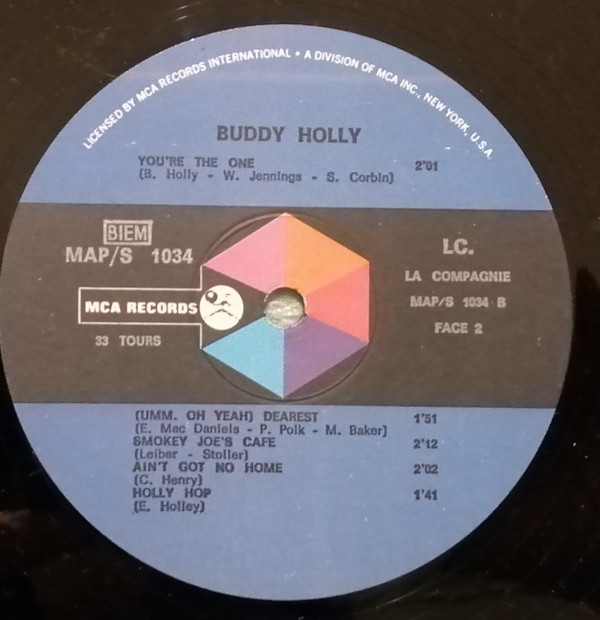 LICENSED BY MCA RECORDS INTERNATIONAL • A DIVISION OF MCA INC., NEW YORK, U.S.A.
BUDDY HOLLY
YOU'RE THE ONE 2'01
(B. Holly - W. Jennings - S. Corbin)
BIEM
MAP/S 1034
MCA RECORDS
33 TOURS
LC.
LA COMPAGNIE
MAP/S 1034 B
FACE 2
(UMM. OH YEAH) DEAREST 1'51
(E. Mac Daniels - P. Polk - M. Baker)
SMOKEY JOE'S CAFE 2'12
(Leiber - Stoller)
AIN'T GOT NO HOME 2'02
(C. Henry)
HOLLY HOP 1'41
(E. Holley)